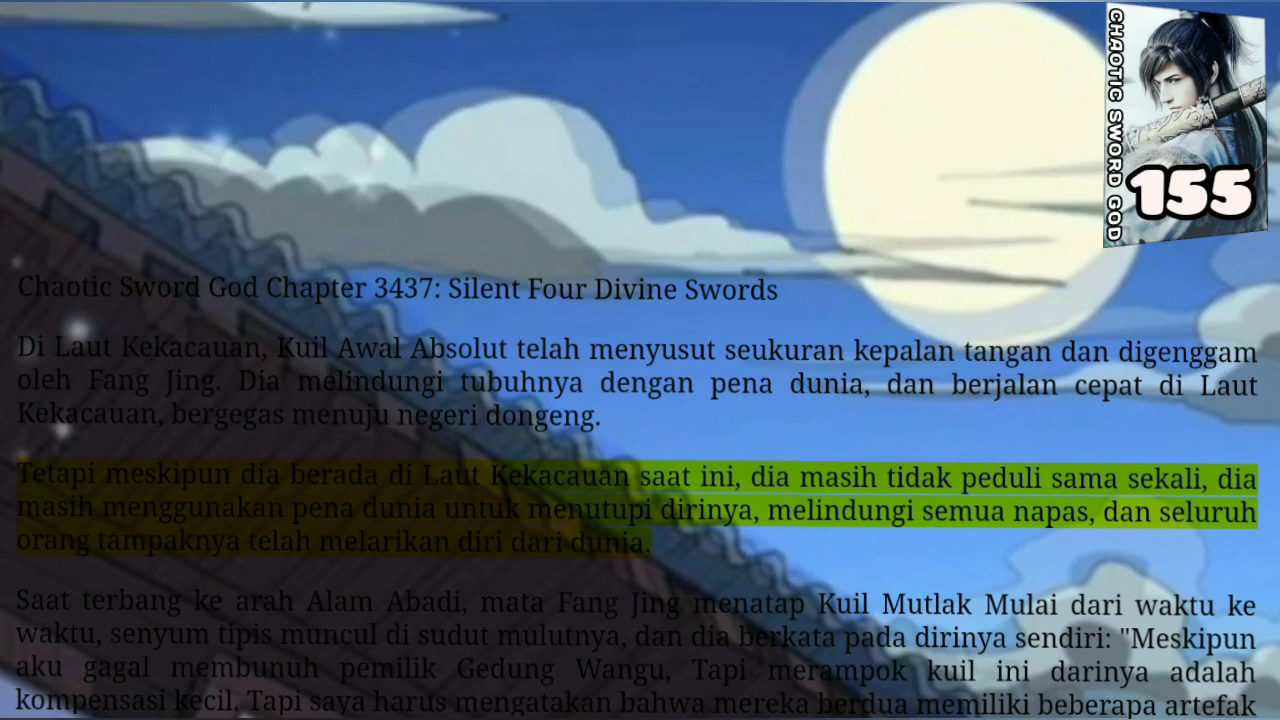 CHAOTIC SWORD GOD
155
Chaotic Sword God Chapter 3437: Silent Four Divine Swords
Di Laut Kekacauan, Kuil Awal Absolut telah menyusut seukuran kepalan tangan dan digenggam
oleh Fang Jing. Dia melindungi tubuhnya dengan pena dunia, dan berjalan cepat di Laut
Kekacauan, bergegas menuju negeri dongeng.
Tetapi meskipun dia berada di Laut Kekacauan saat ini, dia masih tidak peduli sama sekali, dia
masih menggunakan pena dunia untuk menutupi dirinya, melindungi semua napas, dan seluruh
orang tampaknya telah melarikan diri dari dunia.
Saat terbang ke arah Alam Abadi, mata Fang Jing menatap Kuil Mutlak Mulai dari waktu ke
waktu, senyum tipis muncul di sudut mulutnya, dan dia berkata pada dirinya sendiri: "Meskipun
aku gagal membunuh pemilik Gedung Wangu, Tapi merampok kuil ini darinya adalah
kompensasi kecil. Tapi saya harus mengatakan bahwa mereka berdua memiliki beberapa artefak